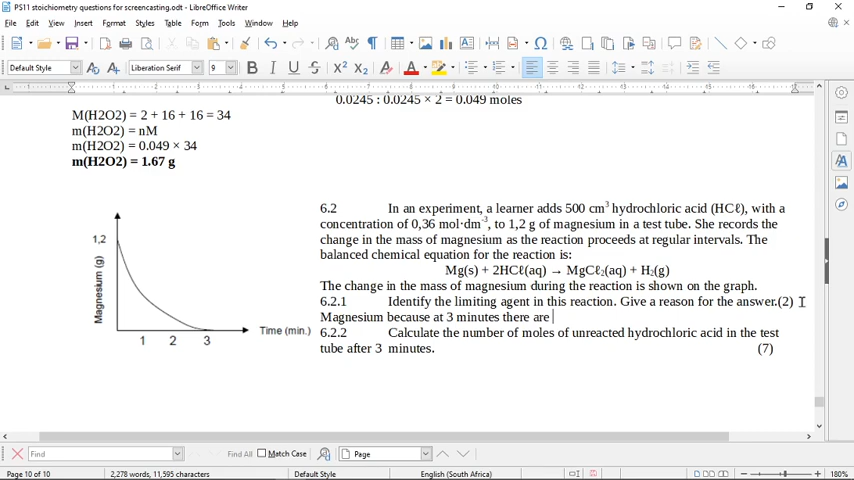 PS11 stoichiometry questions for screencasting.odt - LibreOffice Writer
File Edit View Insert Format Styles Table Form Tools Window Help
Default Style Liberation Serif 9
0.0245 : 0.0245 × 2 = 0.049 moles
M(H2O2) = 2 + 16 + 16 = 34
m(H2O2) = nM
m(H2O2) = 0.049 × 34
m(H2O2) = 1.67 g
6.2 In an experiment, a learner adds 500 cm³ hydrochloric acid (HCℓ), with a
concentration of 0,36 mol·dm⁻³, to 1,2 g of magnesium in a test tube. She records the
change in the mass of magnesium as the reaction proceeds at regular intervals. The
balanced chemical equation for the reaction is:
Mg(s) + 2HCℓ(aq) → MgCℓ₂(aq) + H₂(g)
The change in the mass of magnesium during the reaction is shown on the graph.
6.2.1 Identify the limiting agent in this reaction. Give a reason for the answer.(2)
Magnesium because at 3 minutes there are
6.2.2 Calculate the number of moles of unreacted hydrochloric acid in the test
tube after 3 minutes. (7)
1,2
Magnesium (g)
Time (min.)
1 2 3
Find Find All Match Case Page
Page 10 of 10 2,278 words, 11,595 characters Default Style English (South Africa) 180%